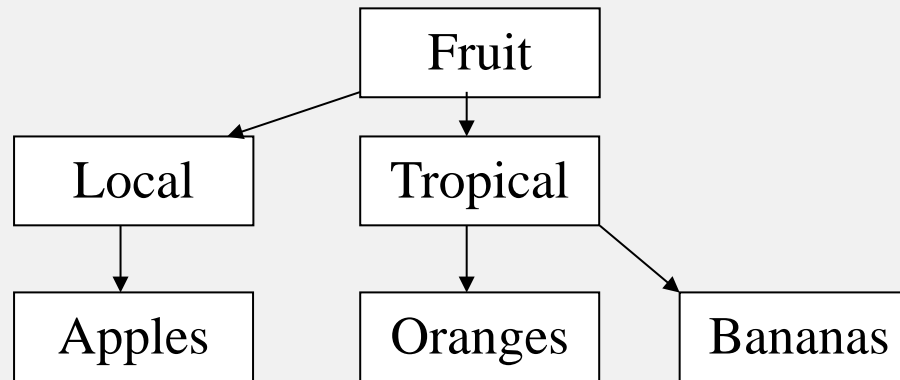 Fruit
Local
Tropical
Apples
Oranges
Bananas